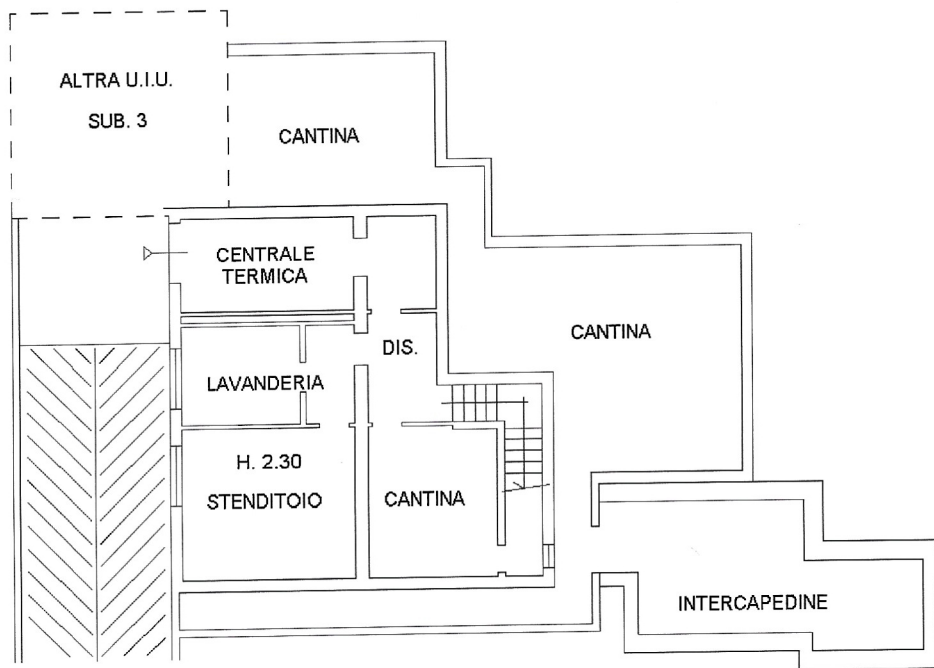 ALTRA U.I.U.
SUB. 3
CANTINA
CENTRALE
TERMICA
CANTINA
DIS.
LAVANDERIA
H. 2.30
STENDITOIO
CANTINA
INTERCAPEDINE